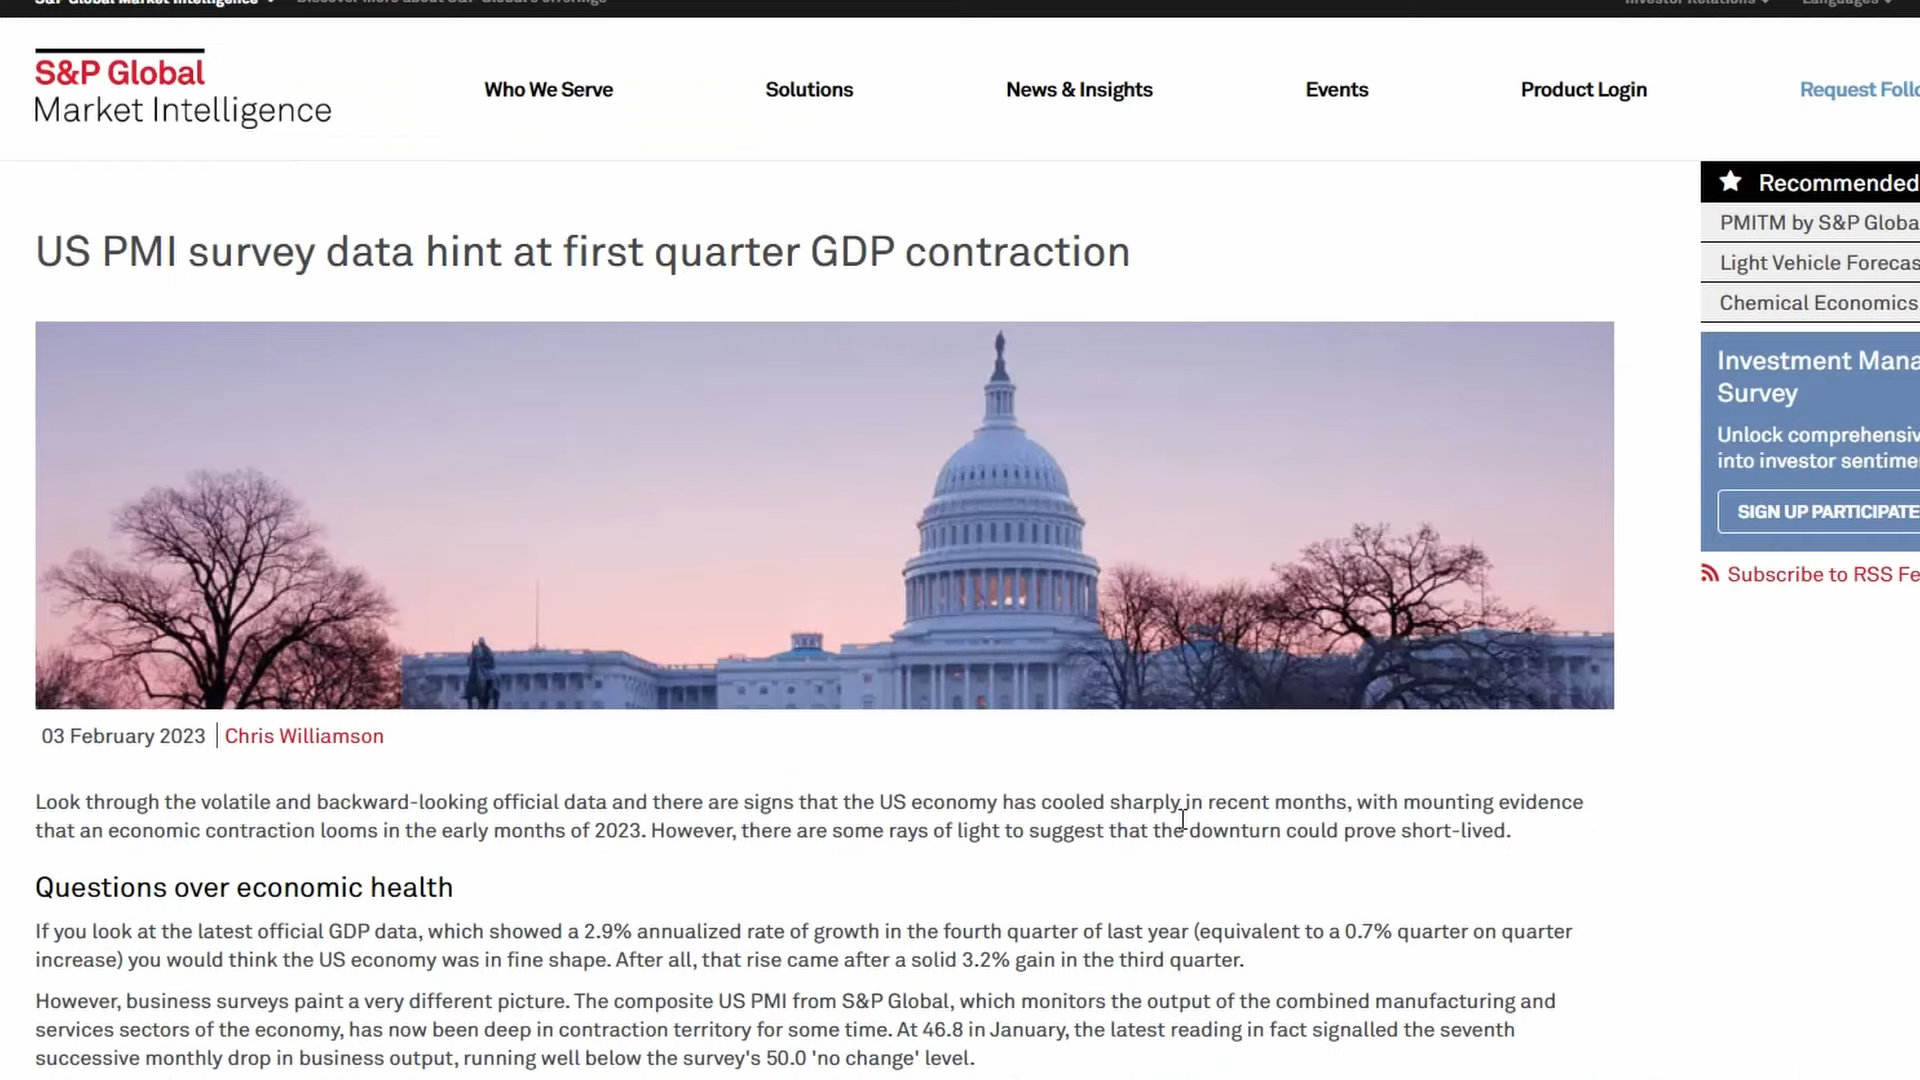 S&P Global Market Intelligence
Discover more about S&P Global's offerings
Investor Relations
Languages
S&P Global
Market Intelligence
Who We Serve
Solutions
News & Insights
Events
Product Login
Request
US PMI survey data hint at first quarter GDP contraction
Recommended
PMITM by S&P
Light Vehicle
Chemical Economics
Investment
Survey
Unlock
into investor
SIGN UP PARTICIPATE
Subscribe to RSS
03 February 2023 | Chris Williamson
Look through the volatile and backward-looking official data and there are signs that the US economy has cooled sharply in recent months, with mounting evidence
that an economic contraction looms in the early months of 2023. However, there are some rays of light to suggest that the downturn could prove short-lived.
Questions over economic health
If you look at the latest official GDP data, which showed a 2.9% annualized rate of growth in the fourth quarter of last year (equivalent to a 0.7% quarter on quarter
increase) you would think the US economy was in fine shape. After all, that rise came after a solid 3.2% gain in the third quarter.
However, business surveys paint a very different picture. The composite US PMI from S&P Global, which monitors the output of the combined manufacturing and
services sectors of the economy, has now been deep in contraction territory for some time. At 46.8 in January, the latest reading in fact signalled the seventh
successive monthly drop in business output, running well below the survey's 50.0 'no change' level.